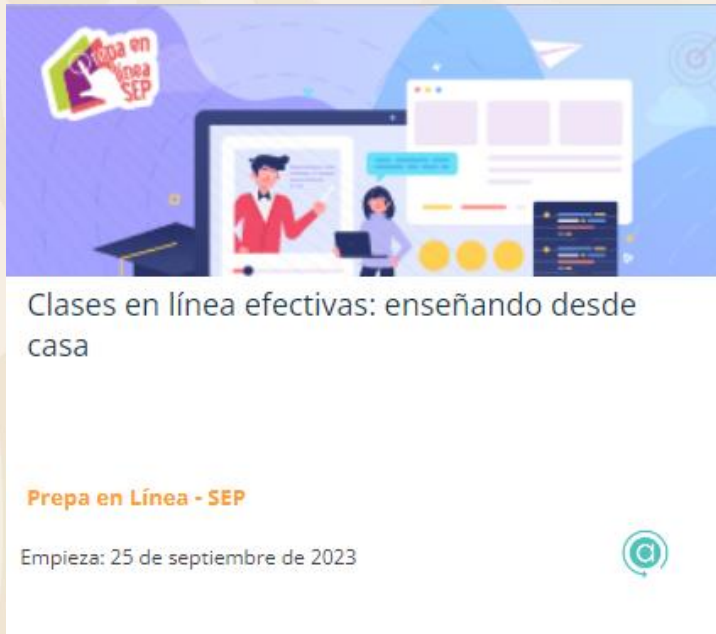 Prepa en
línea
SEP
Clases en línea efectivas: enseñando desde
casa
Prepa en Línea - SEP
Empieza: 25 de septiembre de 2023